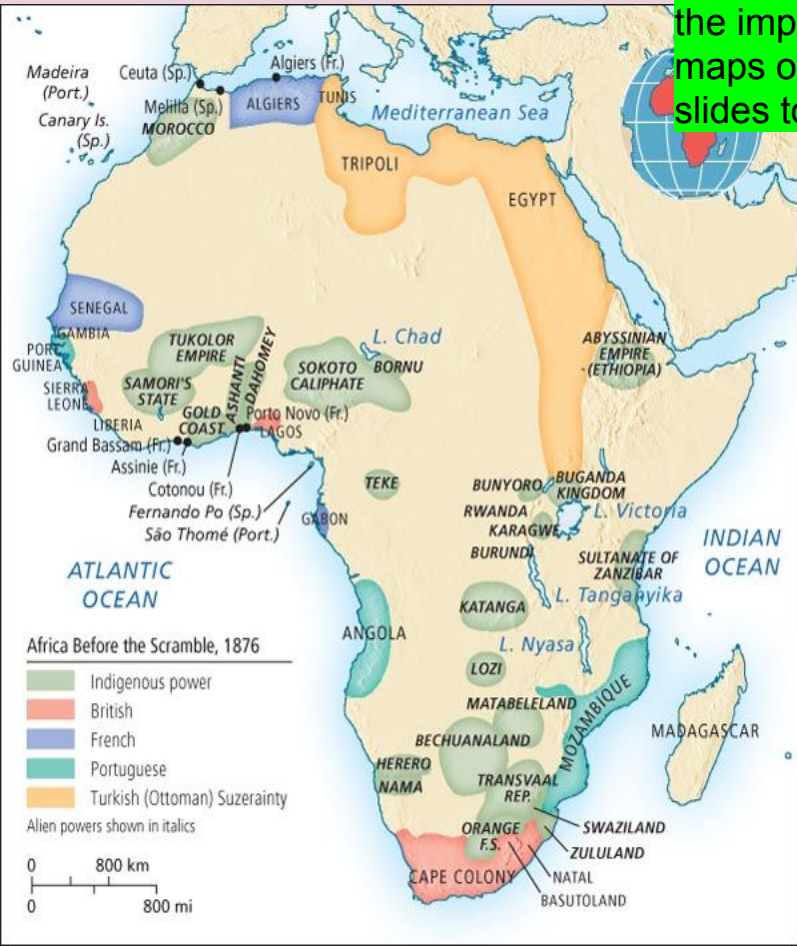 the imp
maps o
slides to
Madeira
(Port.)
Ceuta (Sp.)
Algiers (Fr.)
Canary Is.
(Sp.)
Melilla (Sp.)
ALGIERS
TUNIS
MOROCCO
Mediterranean Sea
TRIPOLI
EGYPT
SENEGAL
GAMBIA
PORT.
GUINEA
SIERRA
LEONE
LIBERIA
TUKOLOR
EMPIRE
SAMORI'S
STATE
GOLD
COAST
ASHANTI
DAHOMEY
SOKOTO
CALIPHATE
L. Chad
BORNU
ABYSSINIAN
EMPIRE
(ETHIOPIA)
Porto Novo (Fr.)
LAGOS
Grand Bassam (Fr.)
Assinie (Fr.)
Cotonou (Fr.)
Fernando Po (Sp.)
São Thomé (Port.)
GABON
TEKE
BUNYORO
BUGANDA
KINGDOM
RWANDA
L. Victoria
KARAGWE
BURUNDI
SULTANATE OF
ZANZIBAR
INDIAN
OCEAN
ATLANTIC
OCEAN
L. Tanganyika
KATANGA
ANGOLA
L. Nyasa
LOZI
MATABELELAND
MOZAMBIQUE
MADAGASCAR
BECHUANALAND
HERERO
NAMA
TRANSVAAL
REP.
SWAZILAND
ORANGE
F.S.
ZULULAND
CAPE COLONY
NATAL
BASUTOLAND
Africa Before the Scramble, 1876
Indigenous power
British
French
Portuguese
Turkish (Ottoman) Suzerainty
Alien powers shown in italics
0 800 km
0 800 mi